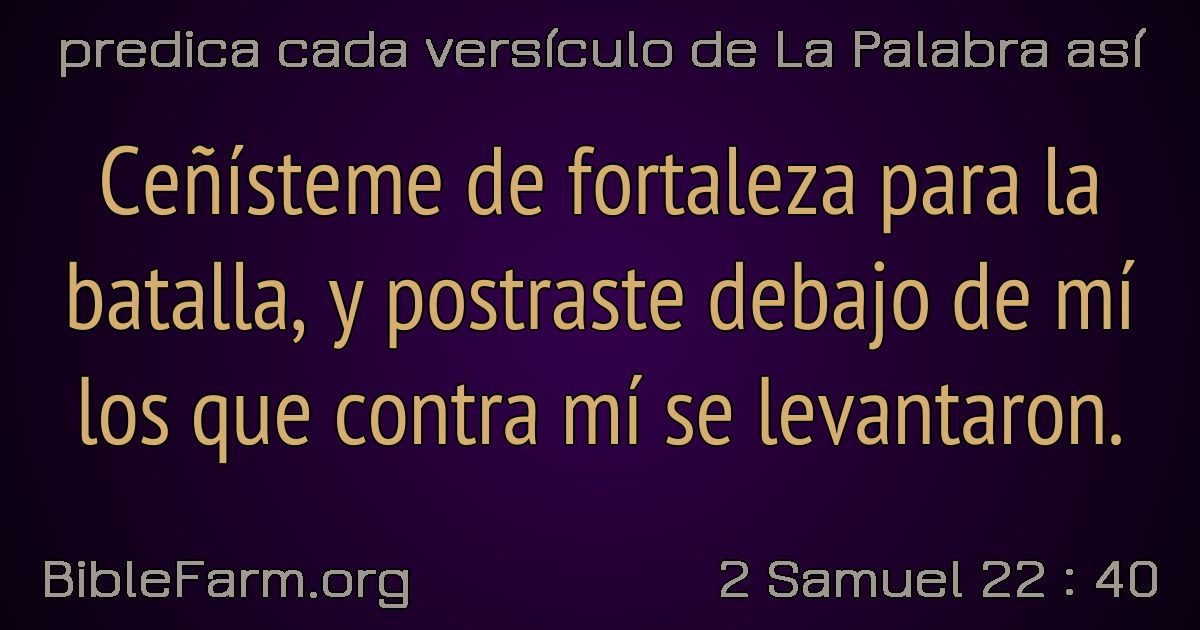 predica cada versículo de La Palabra así
Ceñísteme de fortaleza para la
batalla, y postraste debajo de mí
los que contra mí se levantaron.
BibleFarm.org
2 Samuel 22 : 40